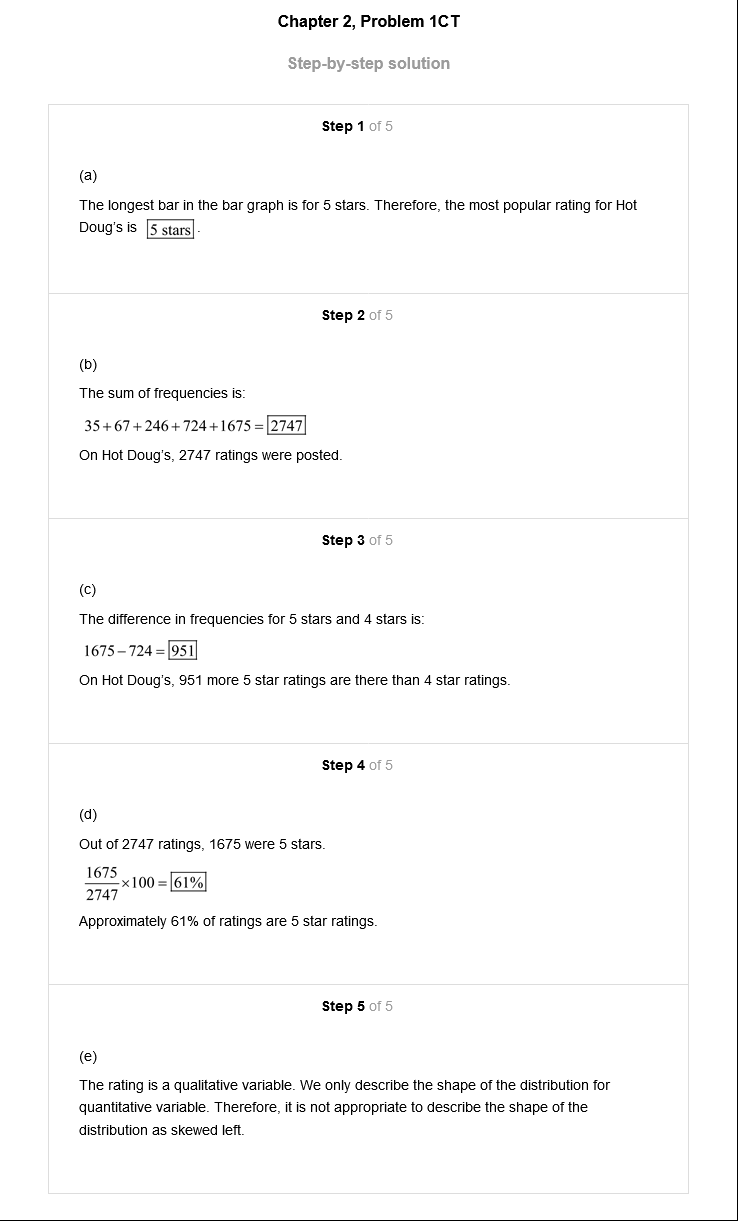 Chapter 2, Problem 1CT
Step-by-step solution
Step 1 of 5
(a)
The longest bar in the bar graph is for 5 stars. Therefore, the most popular rating for Hot
Doug's is 5 stars .
Step 2 of 5
(b)
The sum of frequencies is:
35+67+246+724+1675=2747
On Hot Doug's, 2747 ratings were posted.
Step 3 of 5
(c)
The difference in frequencies for 5 stars and 4 stars is:
1675–724=951
On Hot Doug's, 951 more 5 star ratings are there than 4 star ratings.
Step 4 of 5
(d)
Out of 2747 ratings, 1675 were 5 stars.
1675
×100=61%
2747
Approximately 61% of ratings are 5 star ratings.
Step 5 of 5
(e)
The rating is a qualitative variable. We only describe the shape of the distribution for
quantitative variable. Therefore, it is not appropriate to describe the shape of the
distribution as skewed left.